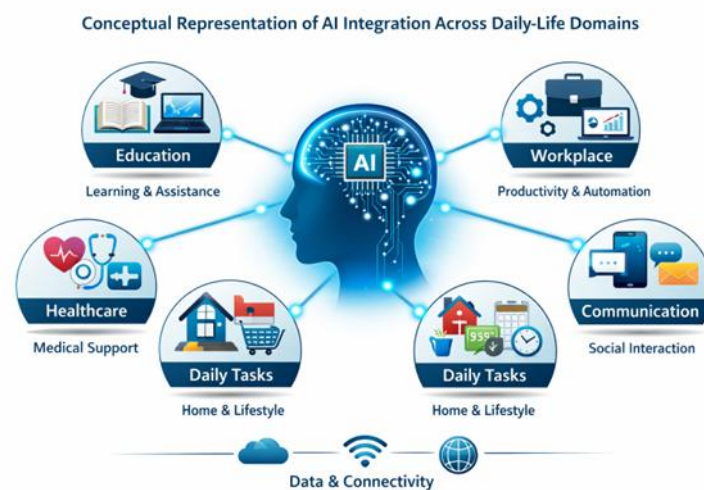 Conceptual Representation of AI Integration Across Daily-Life Domains
AI
Education
Learning & Assistance
Workplace
Productivity & Automation
Healthcare
Medical Support
Communication
Social Interaction
Daily Tasks
Home & Lifestyle
Daily Tasks
Home & Lifestyle
Data & Connectivity